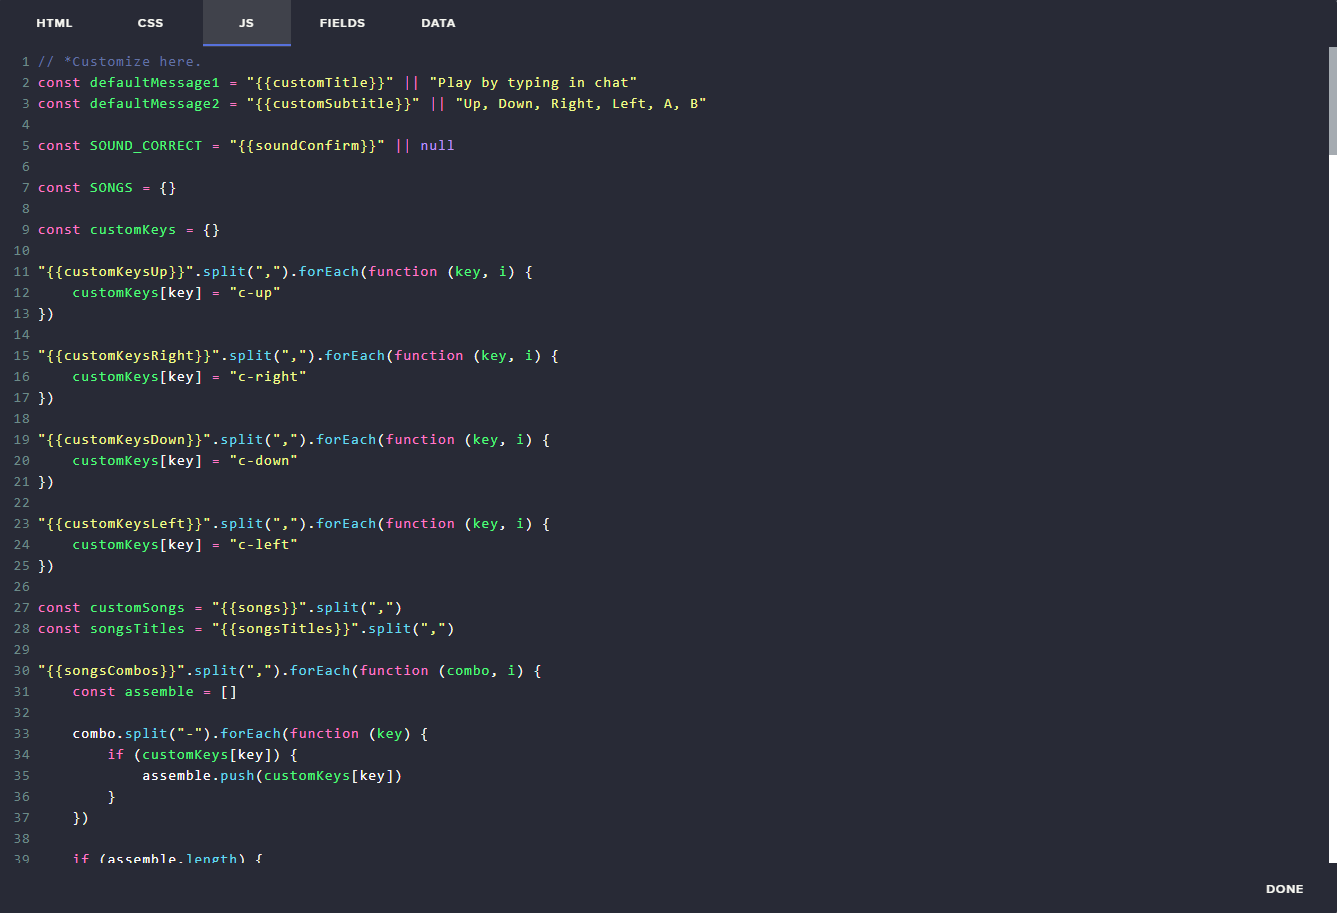 HTML CSS JS FIELDS DATA
1 // *Customize here.
2 const defaultMessage1 = "{{customTitle}}" || "Play by typing in chat"
3 const defaultMessage2 = "{{customSubtitle}}" || "Up, Down, Right, Left, A, B"
4
5 const SOUND_CORRECT = "{{soundConfirm}}" || null
6
7 const SONGS = {}
8
9 const customKeys = {}
10
11 "{{customKeysUp}}".split(",").forEach(function (key, i) {
12     customKeys[key] = "c-up"
13 })
14
15 "{{customKeysRight}}".split(",").forEach(function (key, i) {
16     customKeys[key] = "c-right"
17 })
18
19 "{{customKeysDown}}".split(",").forEach(function (key, i) {
20     customKeys[key] = "c-down"
21 })
22
23 "{{customKeysLeft}}".split(",").forEach(function (key, i) {
24     customKeys[key] = "c-left"
25 })
26
27 const customSongs = "{{songs}}".split(",")
28 const songsTitles = "{{songsTitles}}".split(",")
29
30 "{{songsCombos}}".split(",").forEach(function (combo, i) {
31     const assemble = []
32
33     combo.split("-").forEach(function (key) {
34         if (customKeys[key]) {
35             assemble.push(customKeys[key])
36         }
37     })
38
39     if (assemble.length) {
DONE